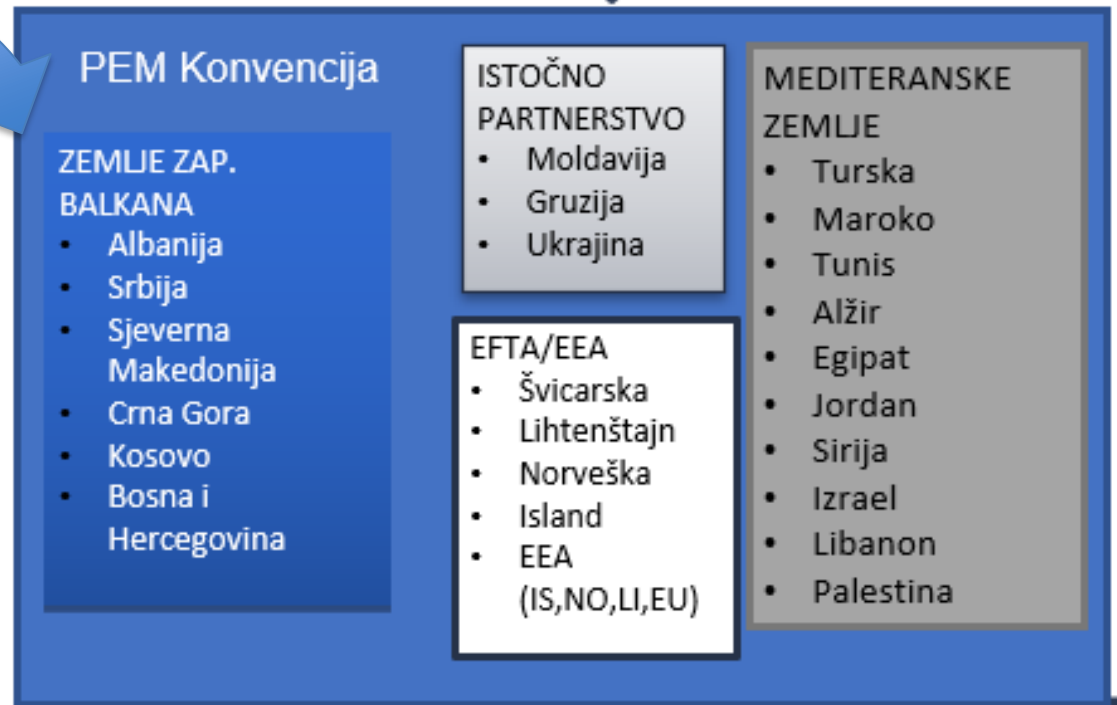 PEM Konvencija
ZEMLJE ZAP.
BALKANA
• Albanija
• Srbija
• Sjeverna
Makedonija
• Crna Gora
• Kosovo
• Bosna i
Hercegovina
ISTOČNO
PARTNERSTVO
• Moldavija
• Gruzija
• Ukrajina
EFTA/EEA
• Švicarska
• Lihtenštajn
• Norveška
• Island
• EEA
(IS,NO,LI,EU)
MEDITERANSKE
ZEMLJE
• Turska
• Maroko
• Tunis
• Alžir
• Egipat
• Jordan
• Sirija
• Izrael
• Libanon
• Palestina